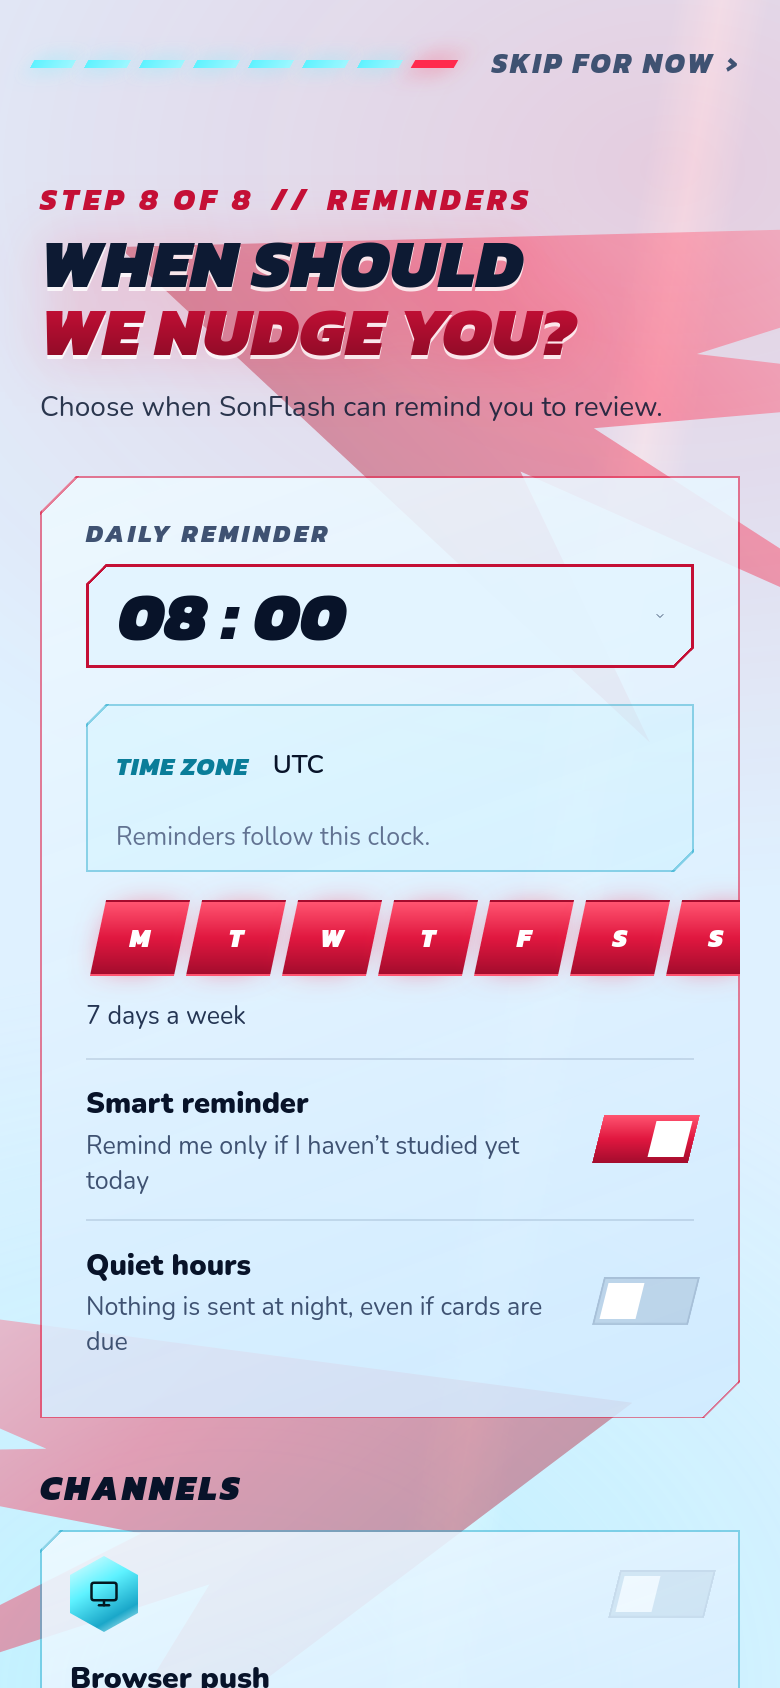 SKIP FOR NOW >
STEP 8 OF 8 // REMINDERS
WHEN SHOULD
WE NUDGE YOU?
Choose when SonFlash can remind you to review.
DAILY REMINDER
08 : 00
TIME ZONE UTC
Reminders follow this clock.
M T W T F S S
7 days a week
Smart reminder
Remind me only if I haven’t studied yet
today
Quiet hours
Nothing is sent at night, even if cards are
due
CHANNELS
Browser push